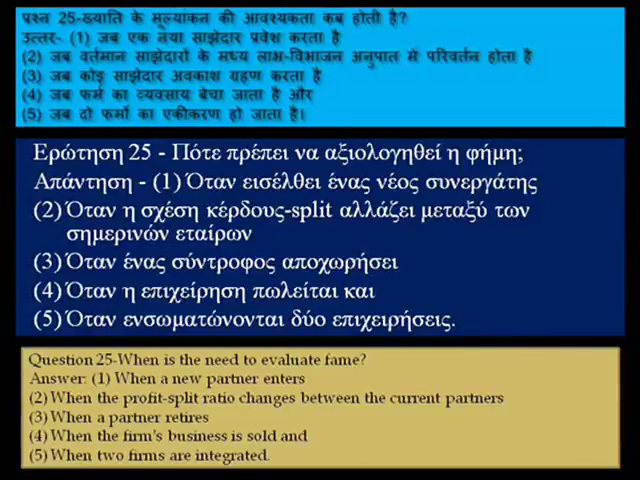 प्रश्न 25-ख्याति के मूल्यांकन की आवश्यकता कब होती है?
उत्तर- (1) जब एक नया साझेदार प्रवेश करता है
(2) जब वर्तमान साझेदारों के मध्य लाभ-विभाजन अनुपात में परिवर्तन होता है
(3) जब कोई साझेदार अवकाश ग्रहण करता है
(4) जब फर्म का व्यवसाय बेचा जाता है और
(5) जब दो फर्मों का एकीकरण हो जाता है।
Ερώτηση 25 - Πότε πρέπει να αξιολογηθεί η φήμη;
Απάντηση - (1) Όταν εισέλθει ένας νέος συνεργάτης
(2) Όταν η σχέση κέρδους-split αλλάζει μεταξύ των
σημερινών εταίρων
(3) Όταν ένας σύντροφος αποχωρήσει
(4) Όταν η επιχείρηση πωλείται και
(5) Όταν ενσωματώνονται δύο επιχειρήσεις.
Question 25-When is the need to evaluate fame?
Answer: (1) When a new partner enters
(2) When the profit-split ratio changes between the current partners
(3) When a partner retires
(4) When the firm's business is sold and
(5) When two firms are integrated.